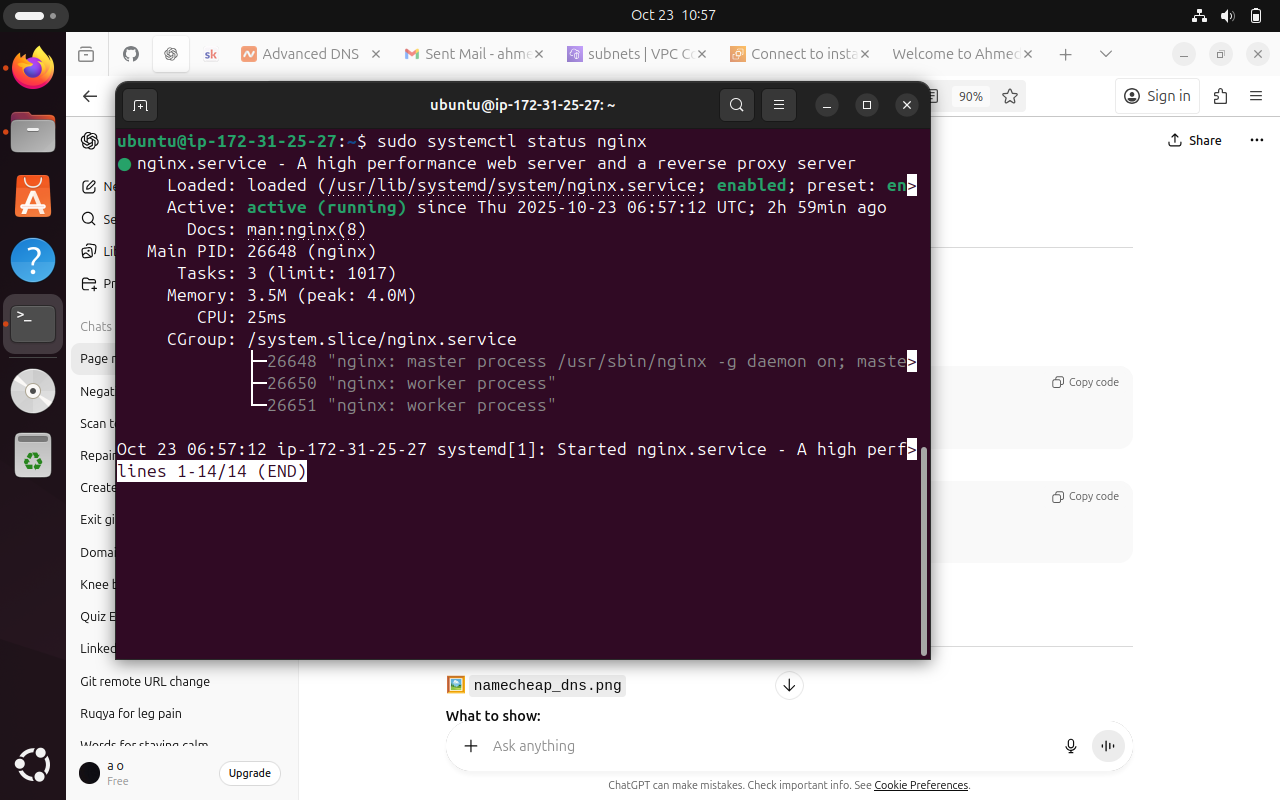 Oct 23 10:57
sk
Advanced DNS
Sent Mail - ahme
subnets | VPC Co
Connect to insta
Welcome to Ahmed
90%
Sign in
ubuntu@ip-172-31-25-27: ~
Share
ubuntu@ip-172-31-25-27:~$ sudo systemctl status nginx
● nginx.service - A high performance web server and a reverse proxy server
Loaded: loaded (/usr/lib/systemd/system/nginx.service; enabled; preset: en>
Active: active (running) since Thu 2025-10-23 06:57:12 UTC; 2h 59min ago
Docs: man:nginx(8)
Main PID: 26648 (nginx)
Tasks: 3 (limit: 1017)
Memory: 3.5M (peak: 4.0M)
CPU: 25ms
CGroup: /system.slice/nginx.service
├─26648 "nginx: master process /usr/sbin/nginx -g daemon on; maste>
├─26650 "nginx: worker process"
└─26651 "nginx: worker process"
Oct 23 06:57:12 ip-172-31-25-27 systemd[1]: Started nginx.service - A high perf>
lines 1-14/14 (END)
Ne
Se
Lib
Pr
Chats
Page n
Negat
Scan to
Repair
Create
Exit gi
Domai
Knee b
Quiz E
Linked
Git remote URL change
Ruqya for leg pain
Words for staying calm
a o
Free
Upgrade
Copy code
Copy code
namecheap_dns.png
What to show:
Ask anything
ChatGPT can make mistakes. Check important info. See Cookie Preferences.